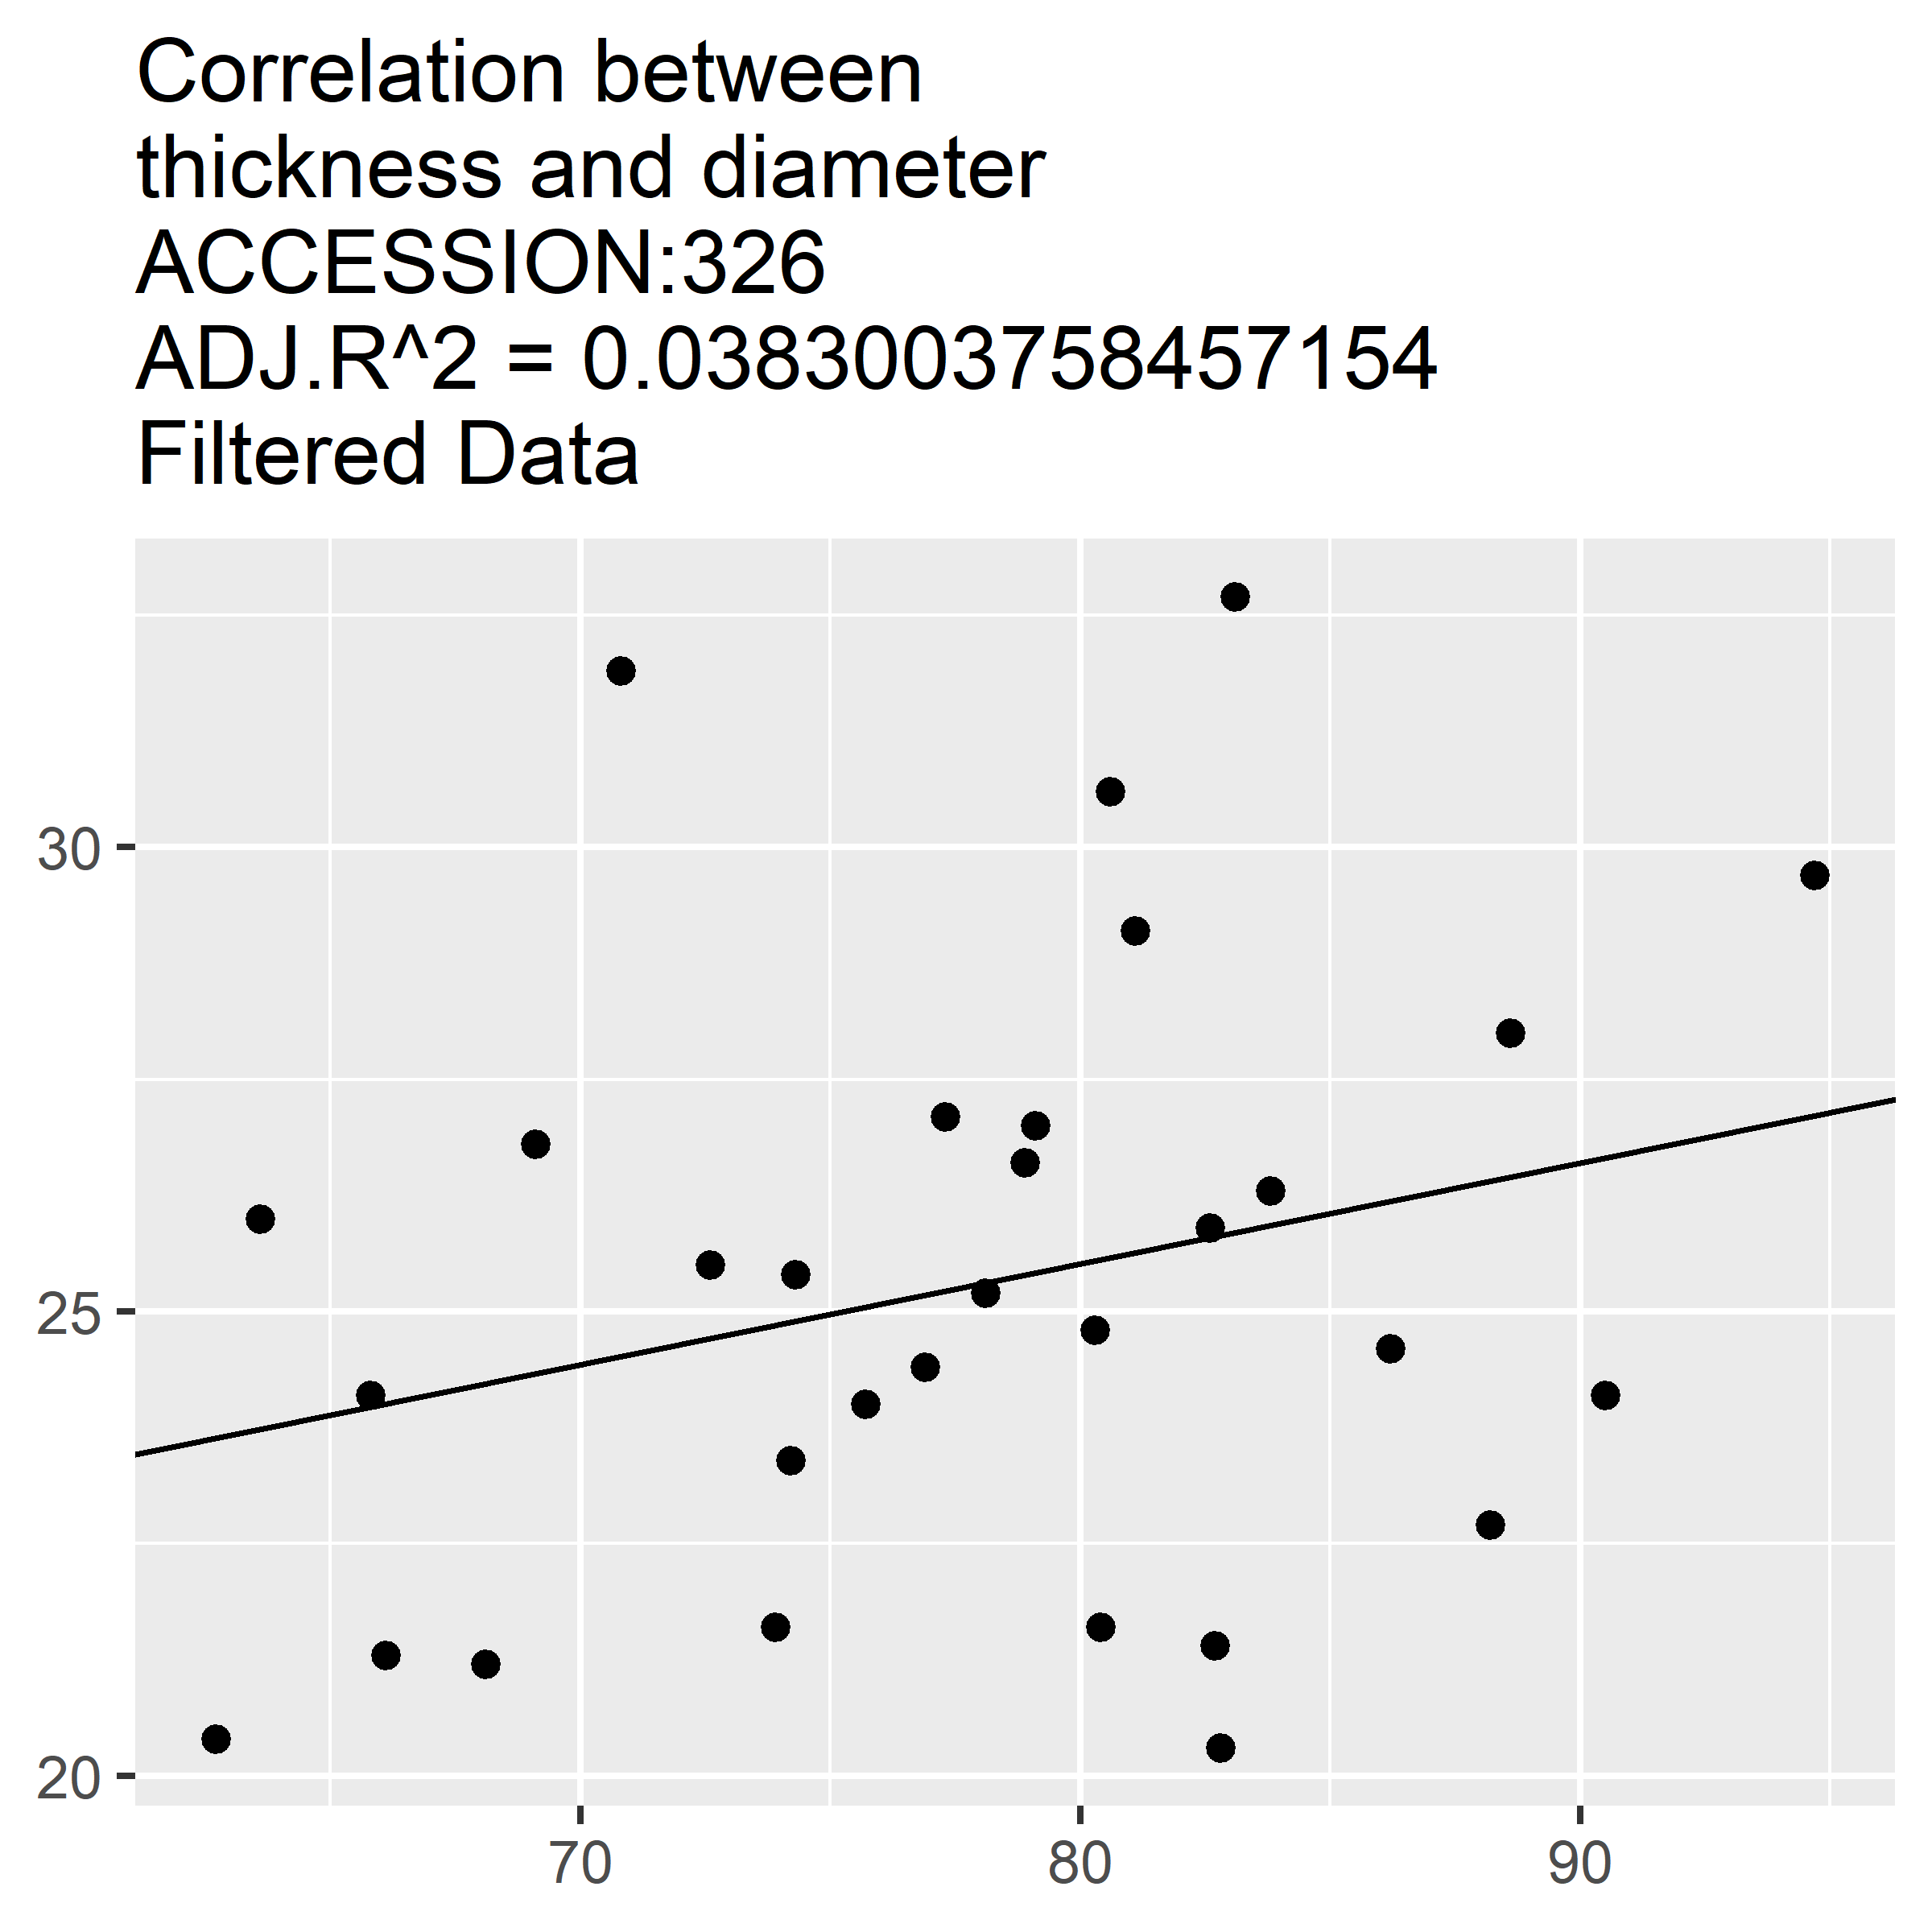 Correlation between
thickness and diameter
ACCESSION:326
ADJ.R^2 = 0.0383003758457154
Filtered Data
30
25
20
70 80 90